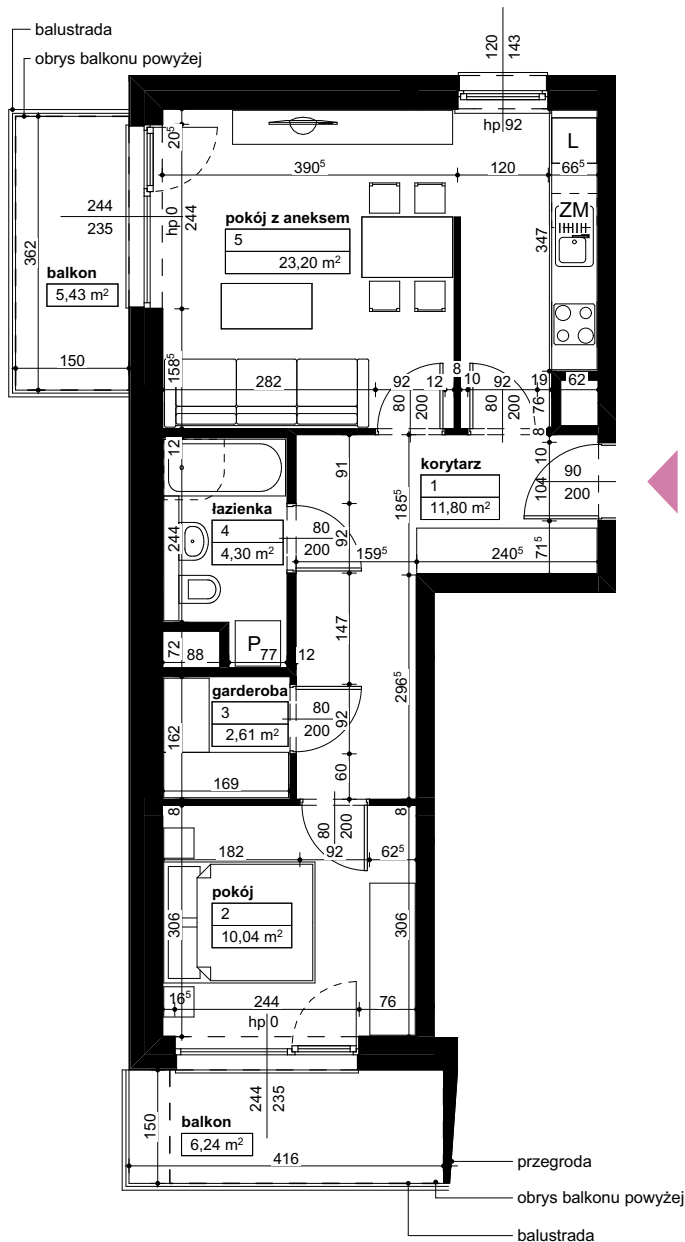 balustrada
obrys balkonu powyżej
120
143
hp 92
L
20⁵
390⁵
120
66⁵
ZM
244
235
hp 0
244
pokój z aneksem
5
23,20 m²
347
362
balkon
5,43 m²
150
158⁵
282
92
12
8
10
92
19
62
80
200
80
200
76
8
12
91
korytarz
1
11,80 m²
10
104
90
200
łazienka
4
4,30 m²
244
80
200
92
185⁵
159⁵
240⁵
71⁵
72
88
P
77
12
147
garderoba
3
2,61 m²
162
80
200
92
296⁵
169
60
8
80
200
8
182
92
62⁵
pokój
2
10,04 m²
306
306
16⁵
244
76
hp 0
244
235
150
balkon
6,24 m²
416
przegroda
obrys balkonu powyżej
balustrada